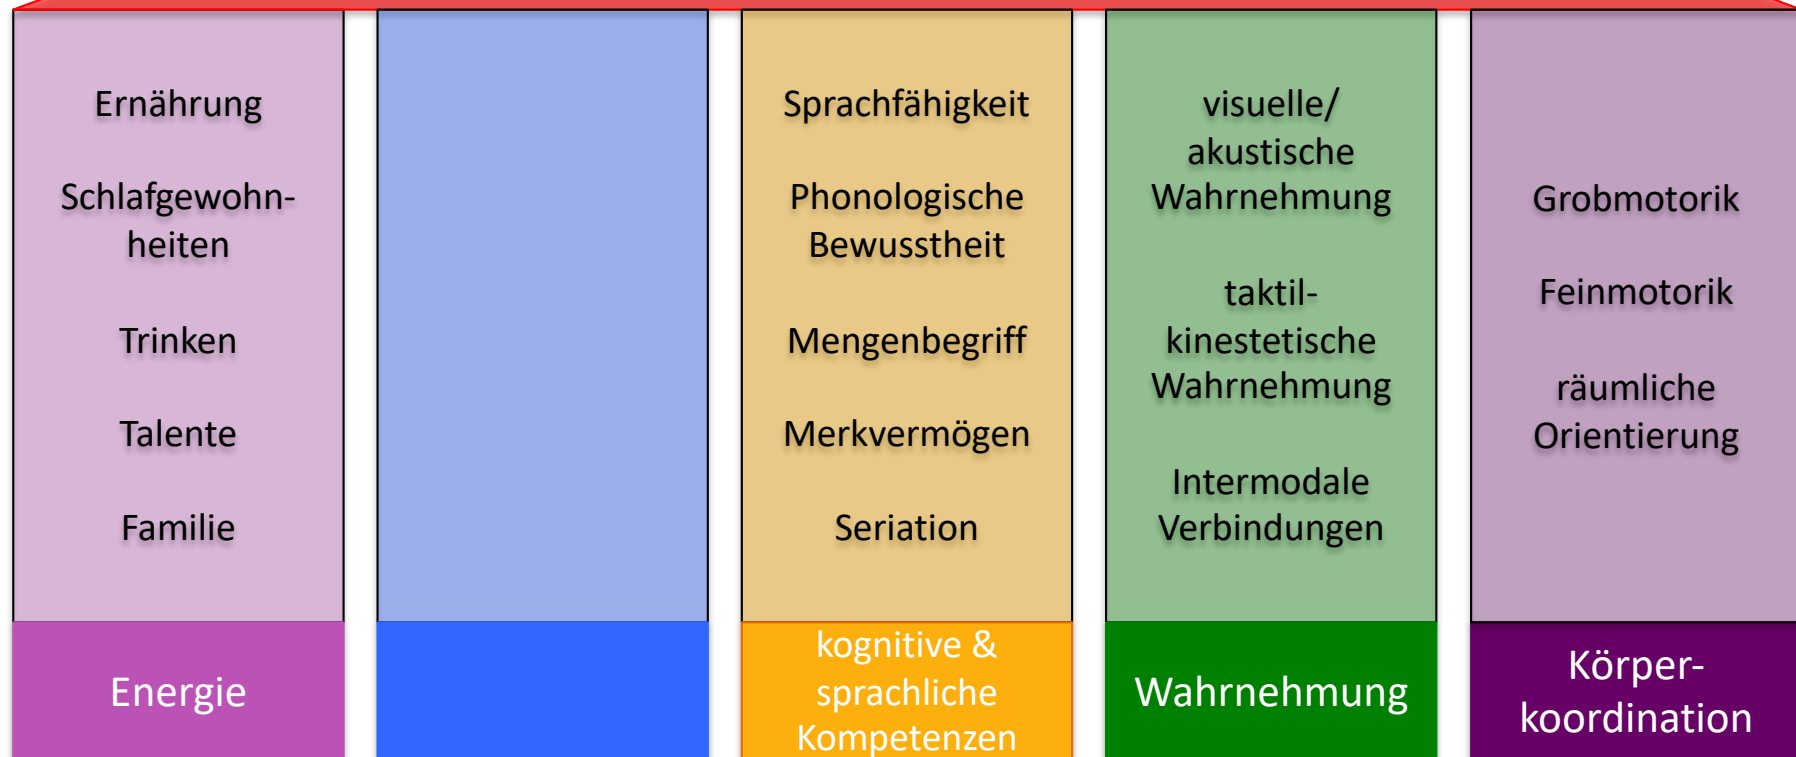 Ernährung
Schlafgewohn-
heiten
Trinken
Talente
Familie
Energie
Sprachfähigkeit
Phonologische
Bewusstheit
Mengenbegriff
Merkvermögen
Seriation
kognitive &
sprachliche
Kompetenzen
visuelle/
akustische
Wahrnehmung
taktil-
kinestetische
Wahrnehmung
Intermodale
Verbindungen
Wahrnehmung
Grobmotorik
Feinmotorik
räumliche
Orientierung
Körper-
koordination